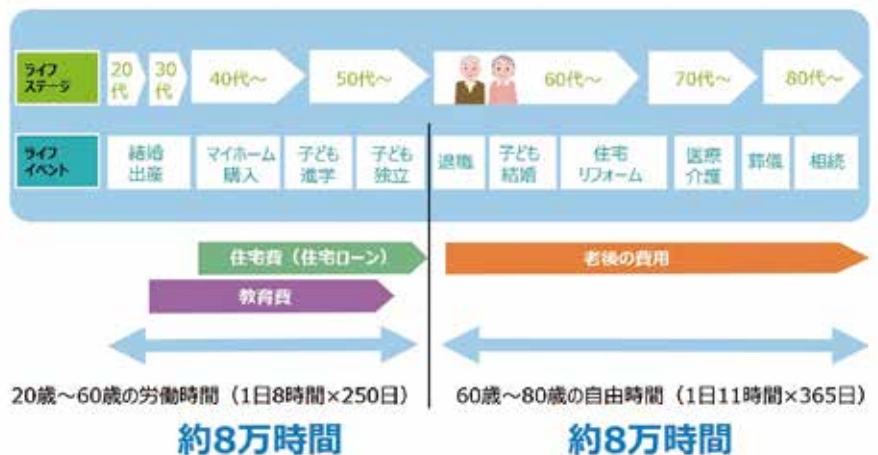 ライフ
ステージ
20
代
30
代
40代～
50代～
60代～
70代～
80代～
ライフ
イベント
結婚
出産
マイホーム
購入
子ども
進学
子ども
独立
退職
子ども
結婚
住宅
リフォーム
医療
介護
葬儀
相続
住宅費（住宅ローン）
老後の費用
教育費
20歳～60歳の労働時間（1日8時間×250日）
60歳～80歳の自由時間（1日11時間×365日）
約8万時間
約8万時間